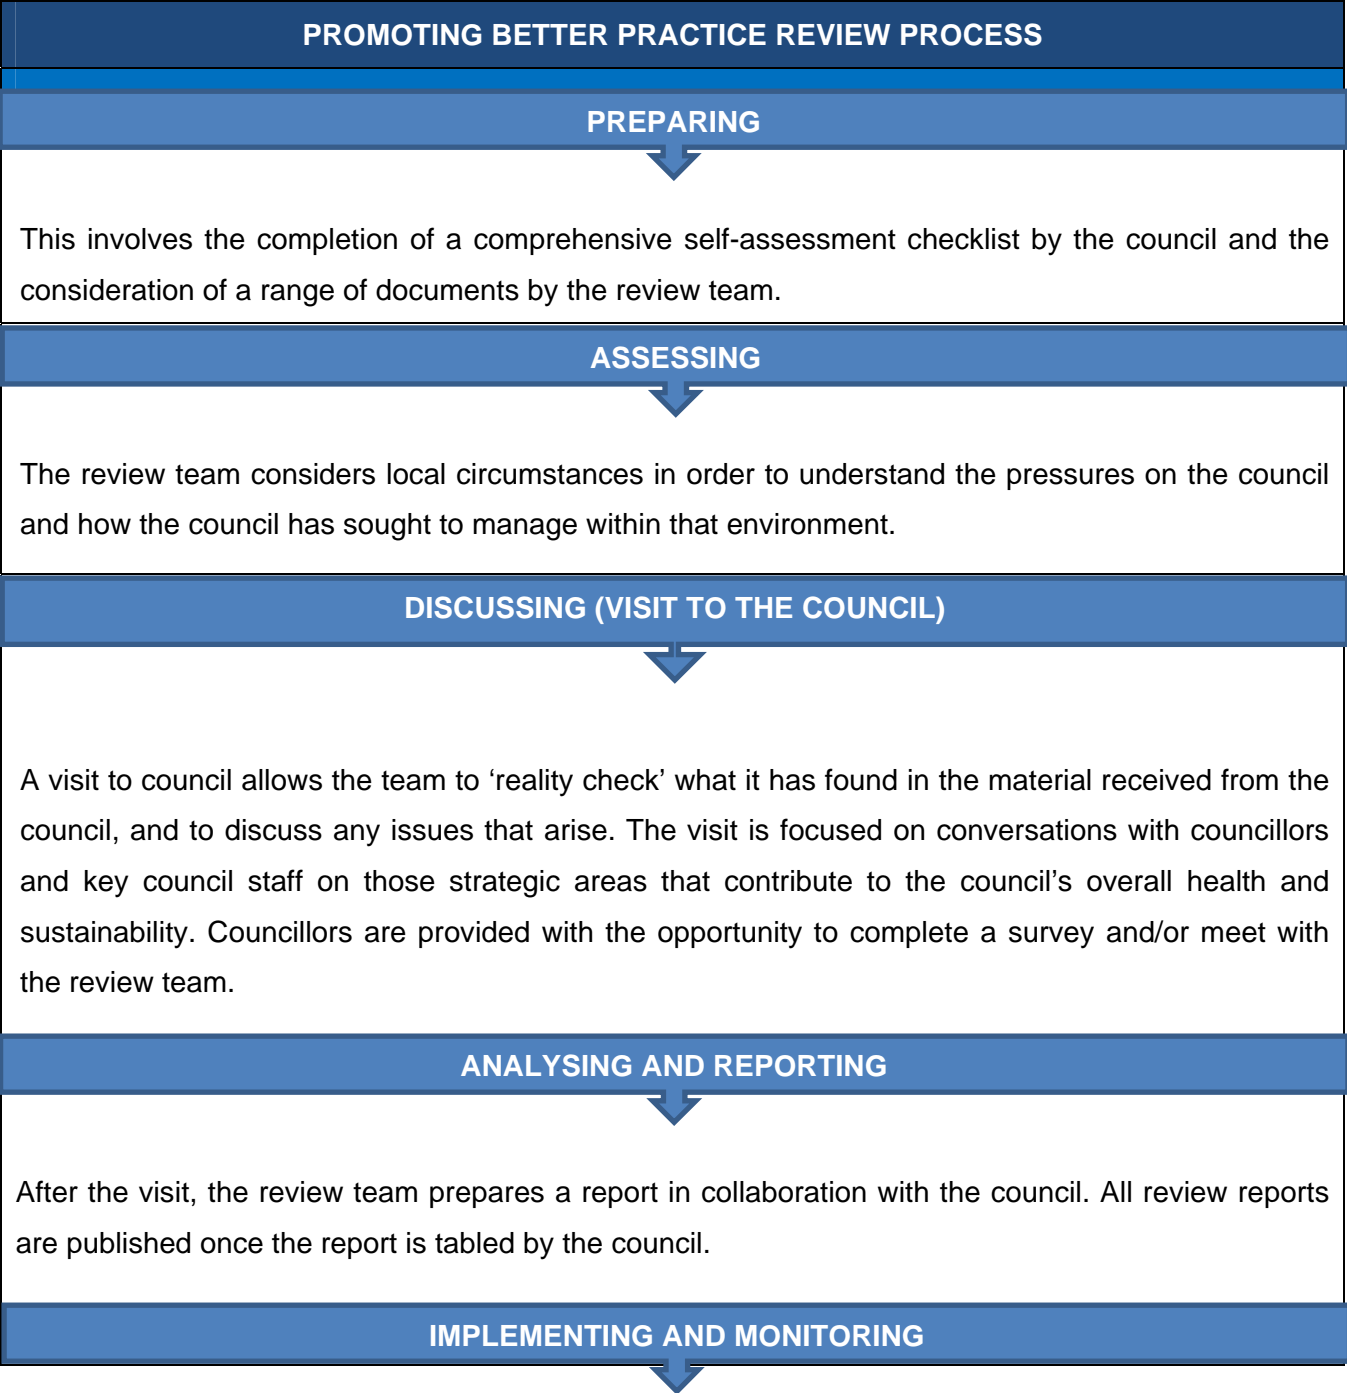 PROMOTING BETTER PRACTICE REVIEW PROCESS
PREPARING
This involves the completion of a comprehensive self-assessment checklist by the council and the
consideration of a range of documents by the review team.
ASSESSING
The review team considers local circumstances in order to understand the pressures on the council
and how the council has sought to manage within that environment.
DISCUSSING (VISIT TO THE COUNCIL)
A visit to council allows the team to ‘reality check’ what it has found in the material received from the
council, and to discuss any issues that arise. The visit is focused on conversations with councillors
and key council staff on those strategic areas that contribute to the council’s overall health and
sustainability. Councillors are provided with the opportunity to complete a survey and/or meet with
the review team.
ANALYSING AND REPORTING
After the visit, the review team prepares a report in collaboration with the council. All review reports
are published once the report is tabled by the council.
IMPLEMENTING AND MONITORING